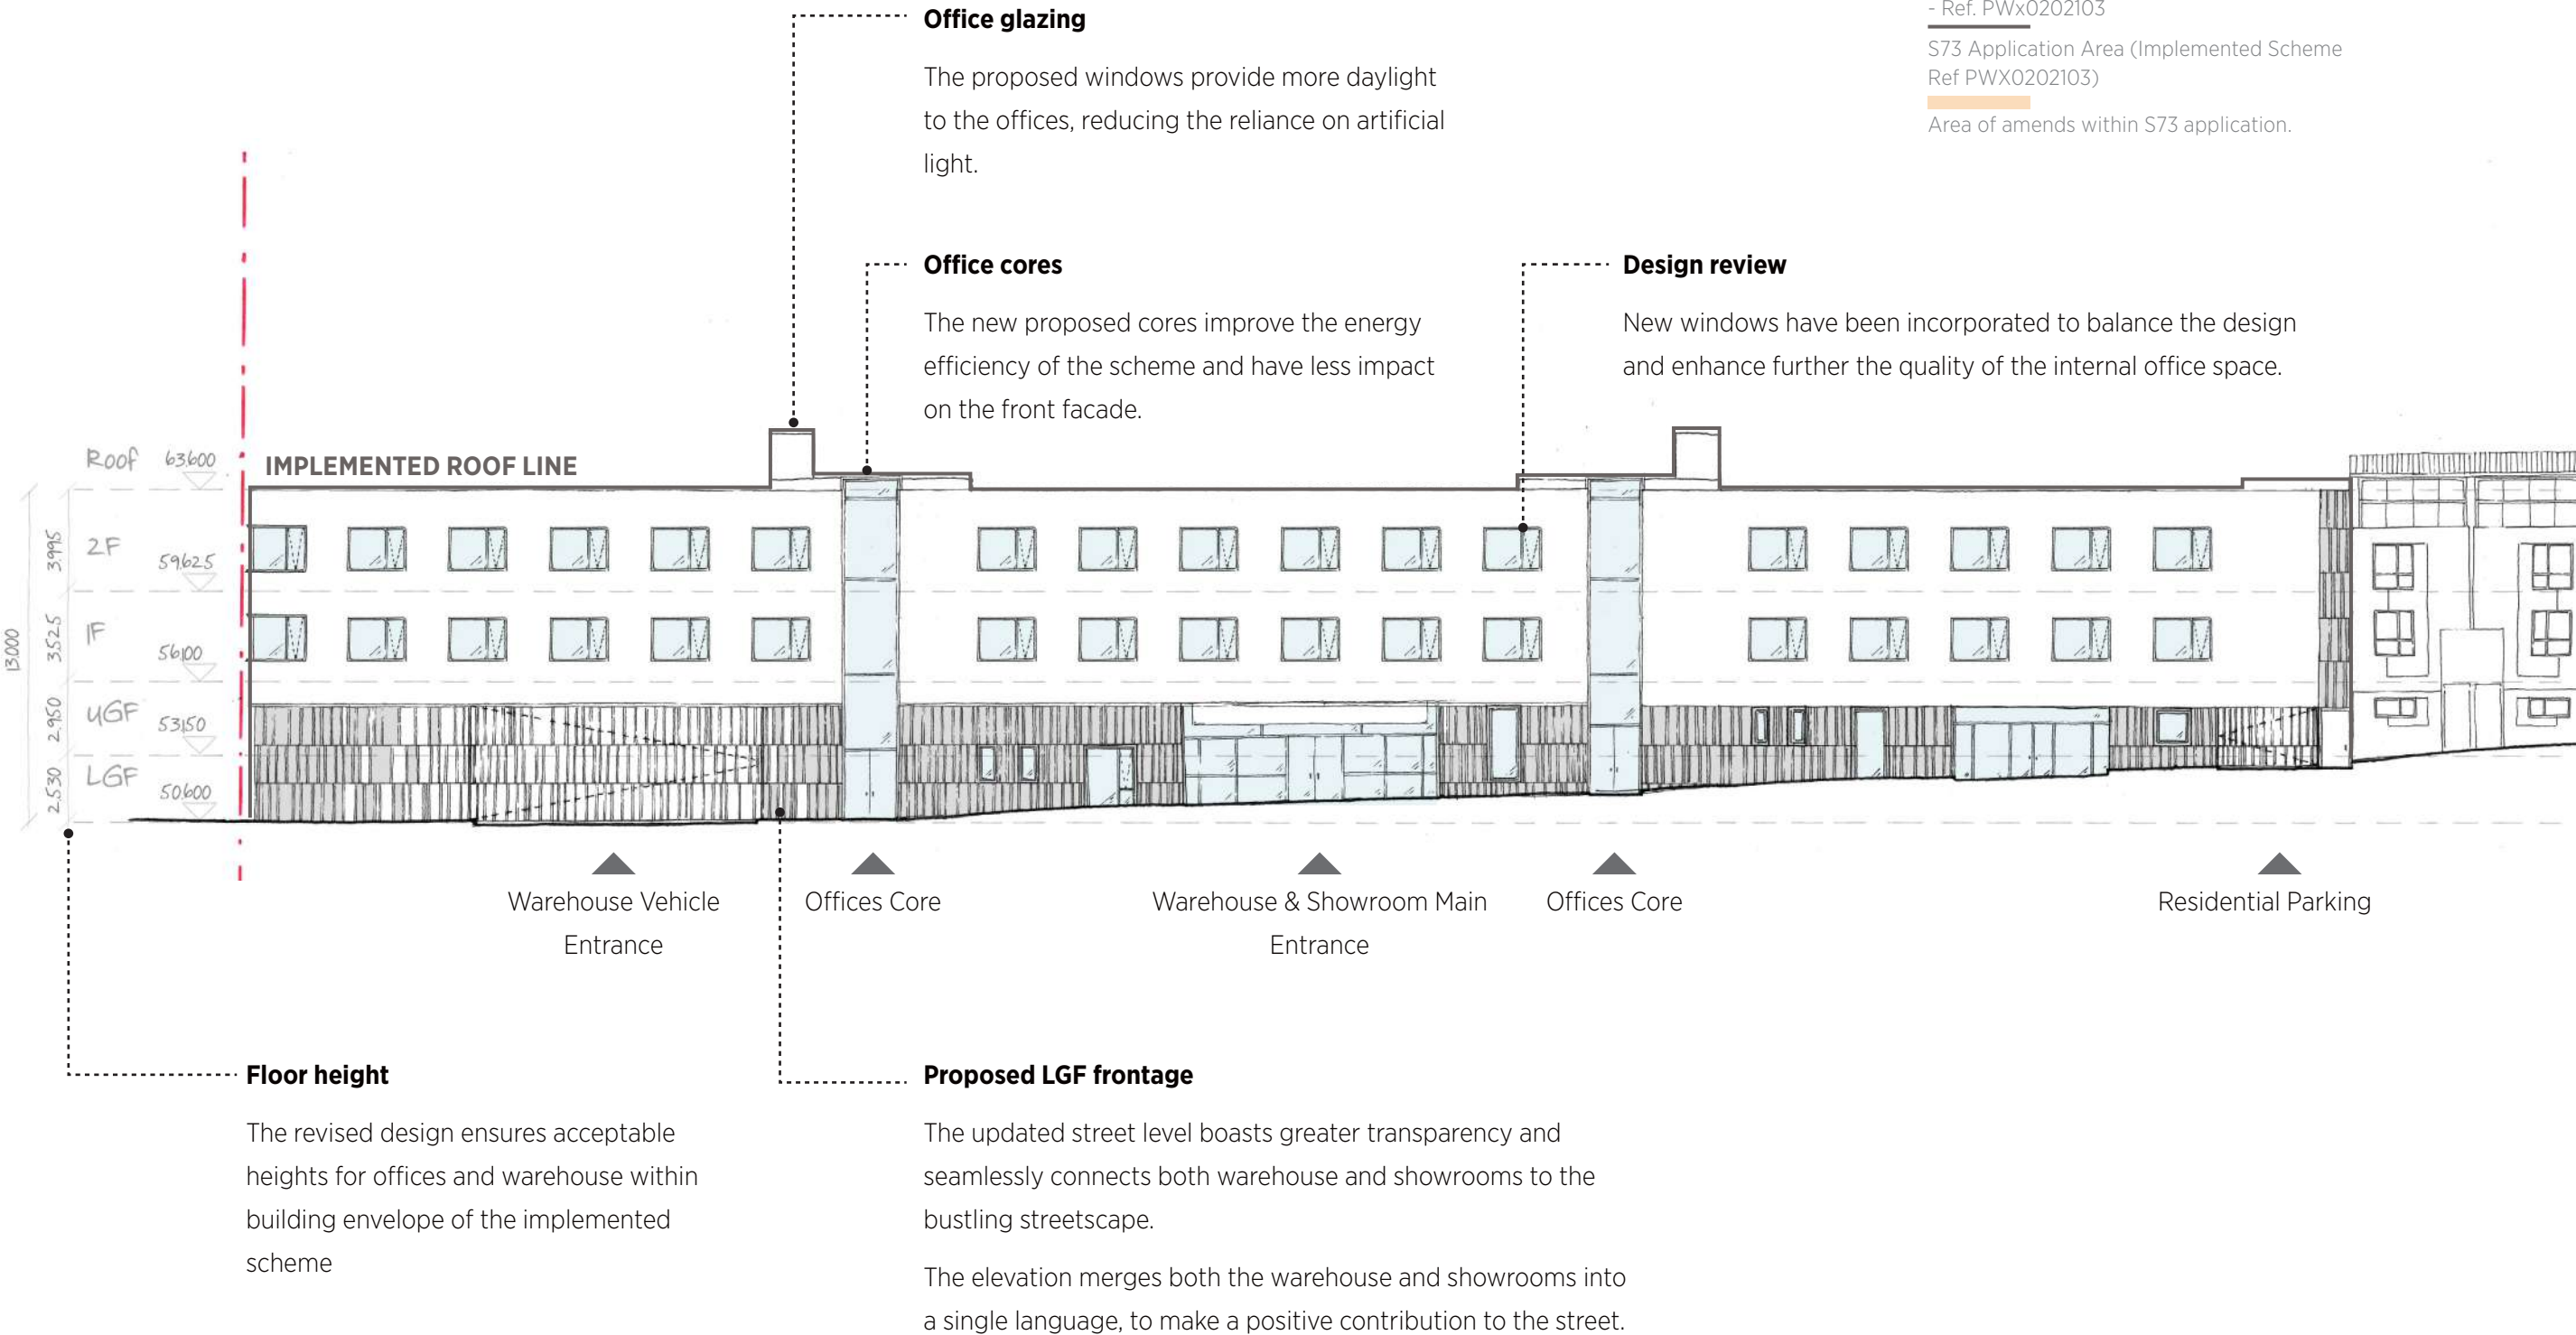 Office glazing
The proposed windows provide more daylight
to the offices, reducing the reliance on artificial
light.
- Ref. PWx0202103
S73 Application Area (Implemented Scheme
Ref PWX0202103)
Area of amends within S73 application.
Office cores
The new proposed cores improve the energy
efficiency of the scheme and have less impact
on the front facade.
Design review
New windows have been incorporated to balance the design
and enhance further the quality of the internal office space.
Roof 63.600
IMPLEMENTED ROOF LINE
3.995
2F
59.625
3.525
1F
56.100
13.000
2.950
UGF
53.150
2.530
LGF
50.600
Warehouse Vehicle
Entrance
Offices Core
Warehouse & Showroom Main
Entrance
Offices Core
Residential Parking
Floor height
The revised design ensures acceptable
heights for offices and warehouse within
building envelope of the implemented
scheme
Proposed LGF frontage
The updated street level boasts greater transparency and
seamlessly connects both warehouse and showrooms to the
bustling streetscape.
The elevation merges both the warehouse and showrooms into
a single language, to make a positive contribution to the street.